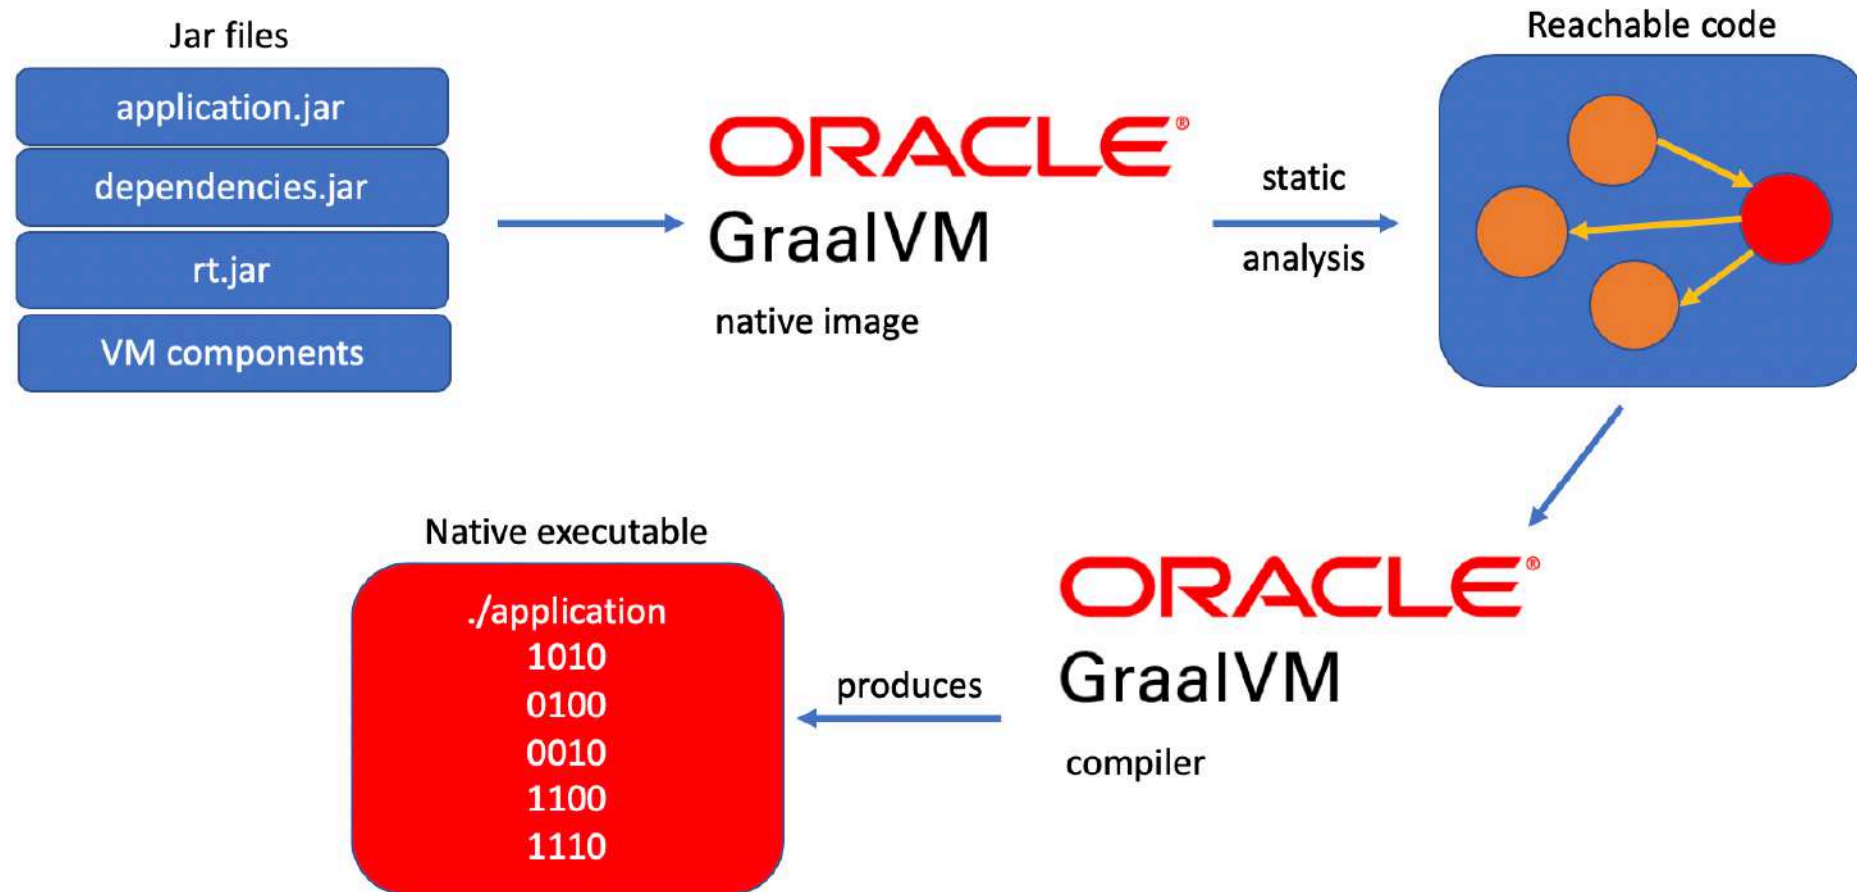 Jar files
application.jar
dependencies.jar
rt.jar
VM components
ORACLE®
GraalVM
native image
static
analysis
Reachable code
ORACLE®
GraalVM
compiler
produces
Native executable
./application
1010
0100
0010
1100
1110